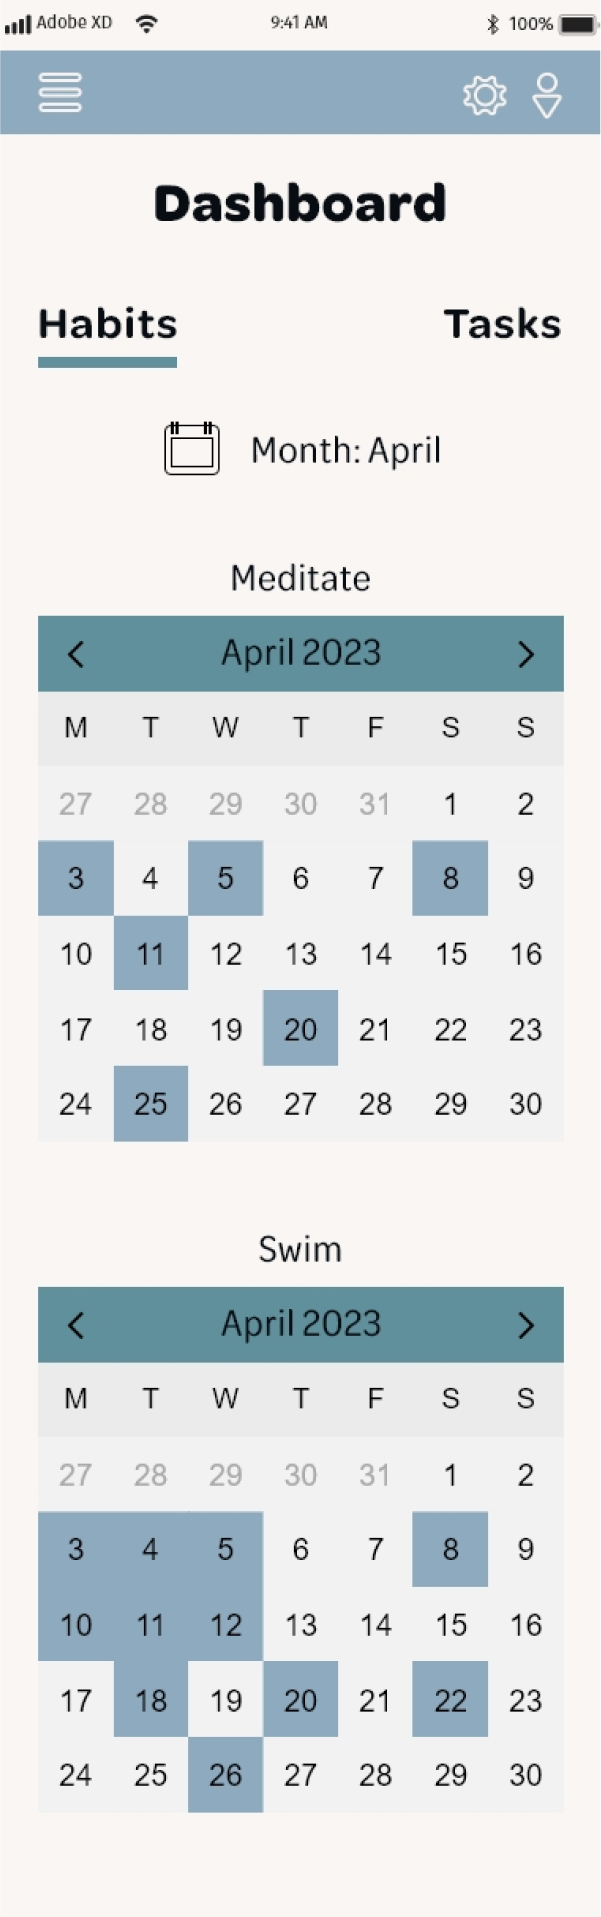 Adobe XD 9:41 AM 100%
Dashboard
Habits Tasks
Month: April
Meditate
April 2023
M T W T F S S
27 28 29 30 31 1 2
3 4 5 6 7 8 9
10 11 12 13 14 15 16
17 18 19 20 21 22 23
24 25 26 27 28 29 30
Swim
April 2023
M T W T F S S
27 28 29 30 31 1 2
3 4 5 6 7 8 9
10 11 12 13 14 15 16
17 18 19 20 21 22 23
24 25 26 27 28 29 30